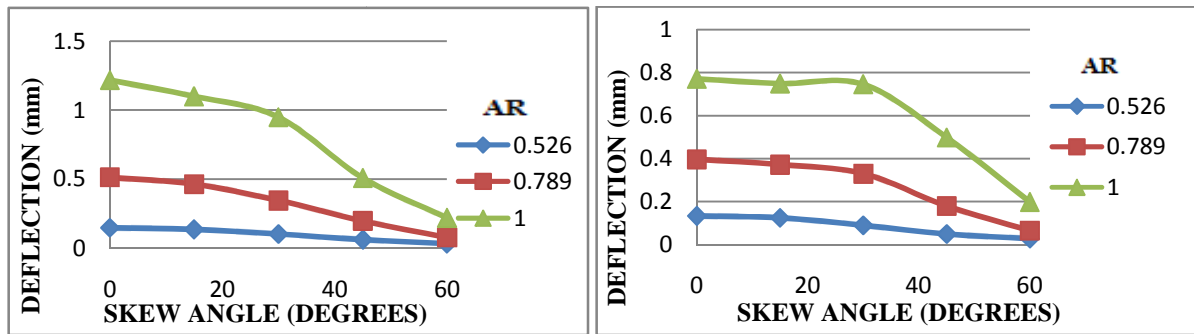 DEFLECTION (mm)
1.5
1
0.5
0
0 20 40 60
SKEW ANGLE (DEGREES)
AR
0.526
0.789
1
DEFLECTION (mm)
1
0.8
0.6
0.4
0.2
0
0 20 40 60
SKEW ANGLE (DEGREES)
AR
0.526
0.789
1